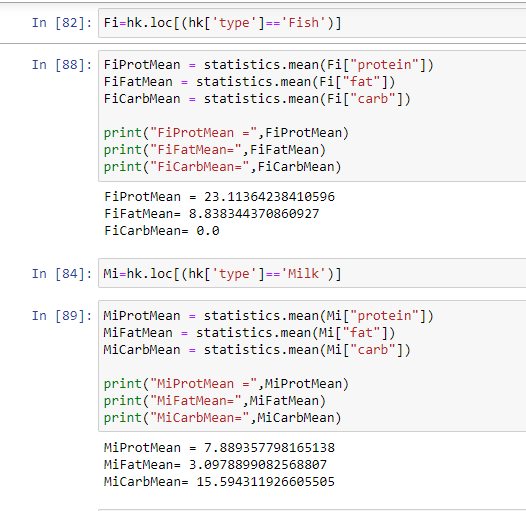 In [82]: Fi=hk.loc[(hk['type']=='Fish')]
In [88]: FiProtMean = statistics.mean(Fi["protein"])
FiFatMean = statistics.mean(Fi["fat"])
FiCarbMean = statistics.mean(Fi["carb"])
print("FiProtMean =",FiProtMean)
print("FiFatMean=",FiFatMean)
print("FiCarbMean=",FiCarbMean)
FiProtMean = 23.11364238410596
FiFatMean= 8.838344370860927
FiCarbMean= 0.0
In [84]: Mi=hk.loc[(hk['type']=='Milk')]
In [89]: MiProtMean = statistics.mean(Mi["protein"])
MiFatMean = statistics.mean(Mi["fat"])
MiCarbMean = statistics.mean(Mi["carb"])
print("MiProtMean =",MiProtMean)
print("MiFatMean=",MiFatMean)
print("MiCarbMean=",MiCarbMean)
MiProtMean = 7.889357798165138
MiFatMean= 3.0978899082568807
MiCarbMean= 15.594311926605505